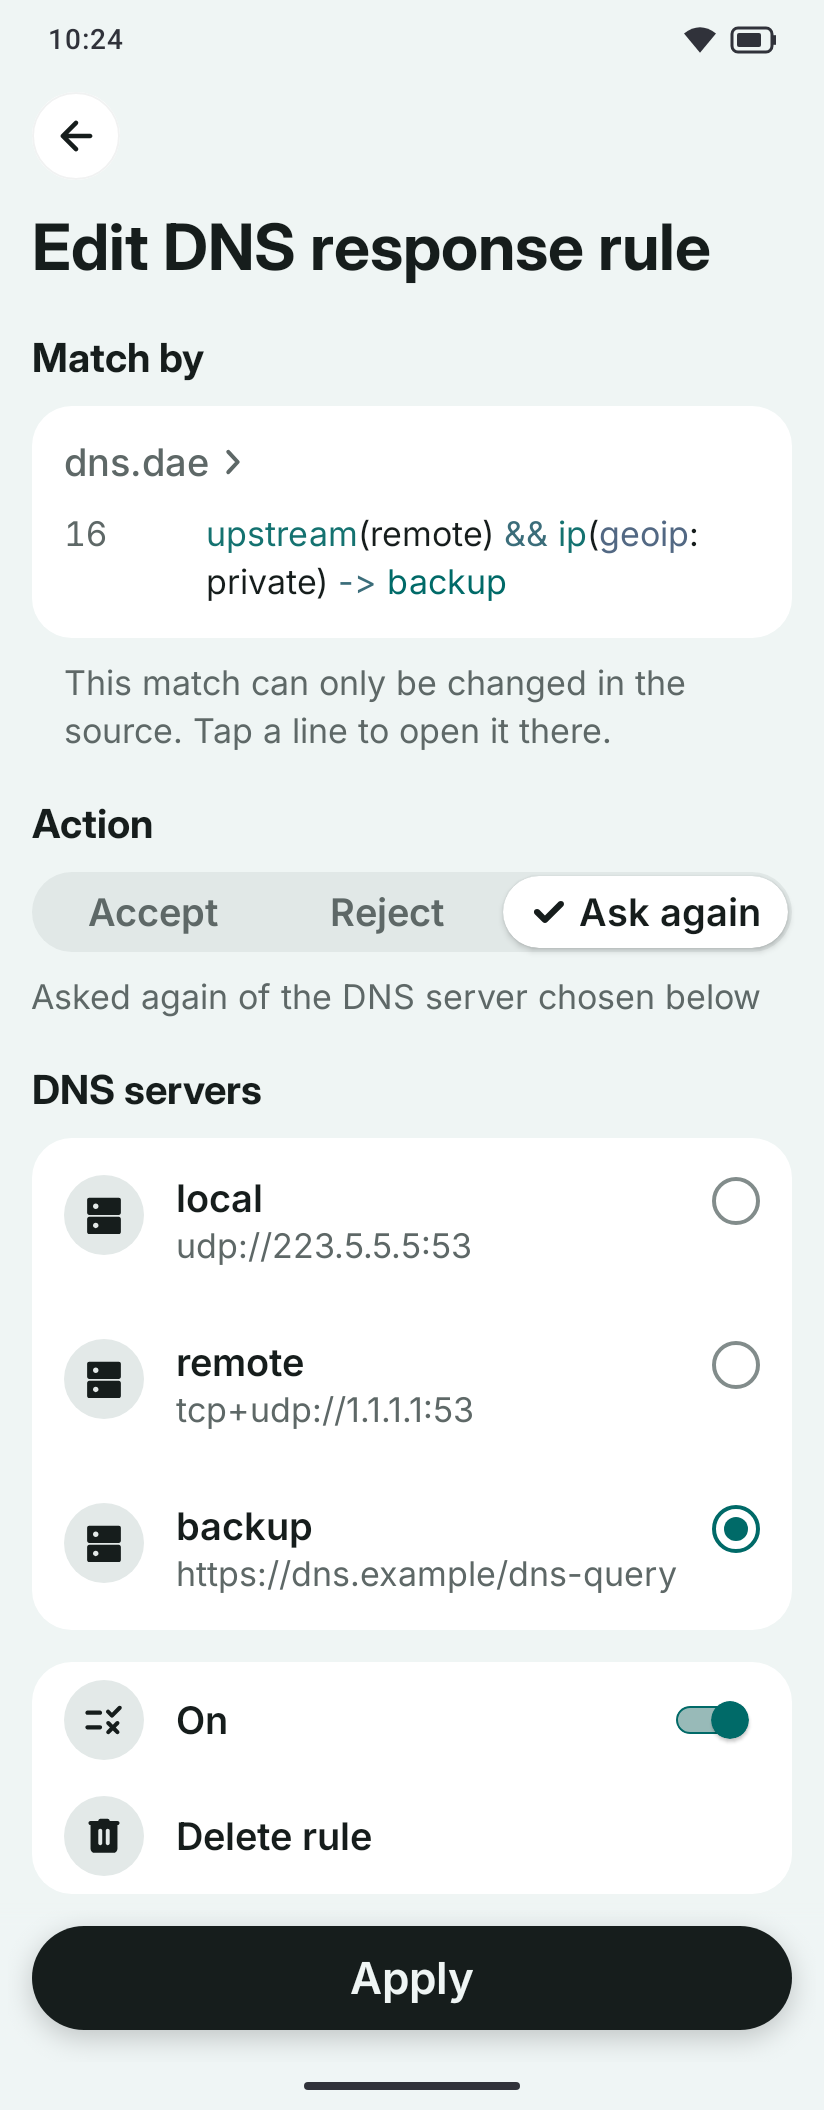 10:24
Edit DNS response rule
Match by
dns.dae
16 upstream(remote) && ip(geoip:
private) -> backup
This match can only be changed in the
source. Tap a line to open it there.
Action
Accept Reject Ask again
Asked again of the DNS server chosen below
DNS servers
local
udp://223.5.5.5:53
remote
tcp+udp://1.1.1.1:53
backup
https://dns.example/dns-query
On
Delete rule
Apply